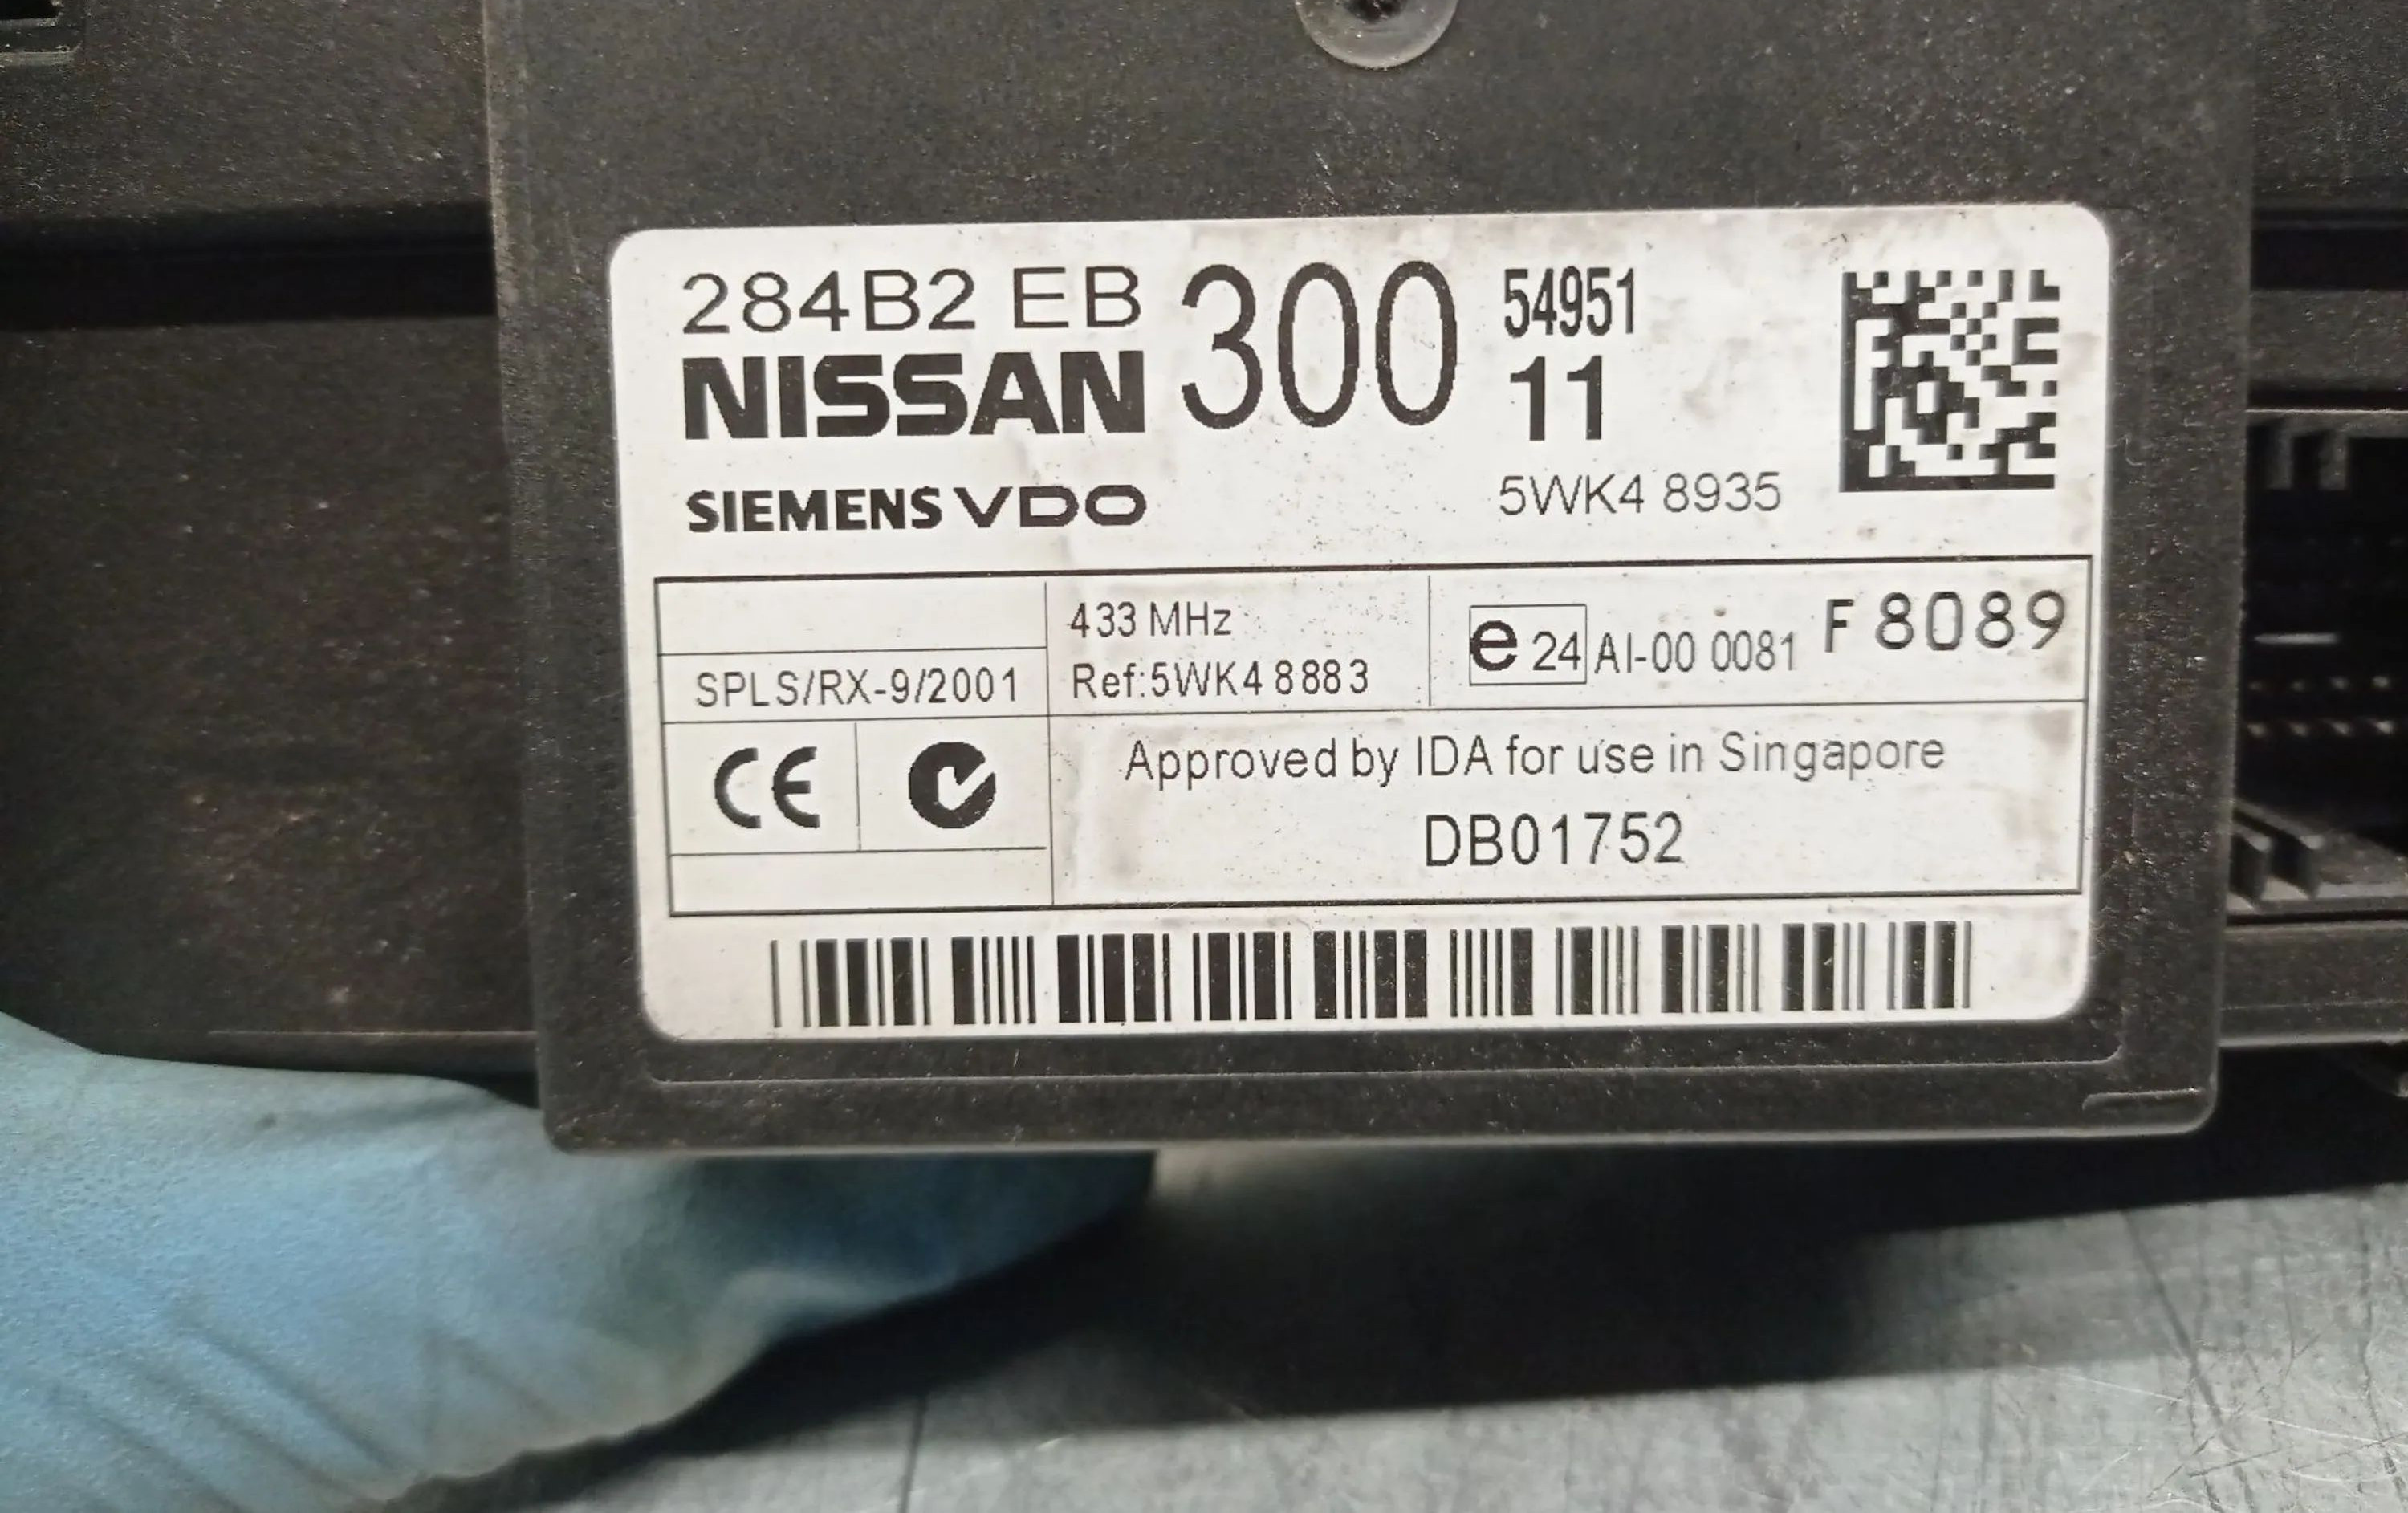 284B2 EB 300 54951
NISSAN 11
SIEMENS VDO 5WK4 8935
433 MHz
SPLS/RX-9/2001 Ref:5WK4 8883 e 24 AI-00 0081 F 8089
CE Approved by IDA for use in Singapore
DB01752